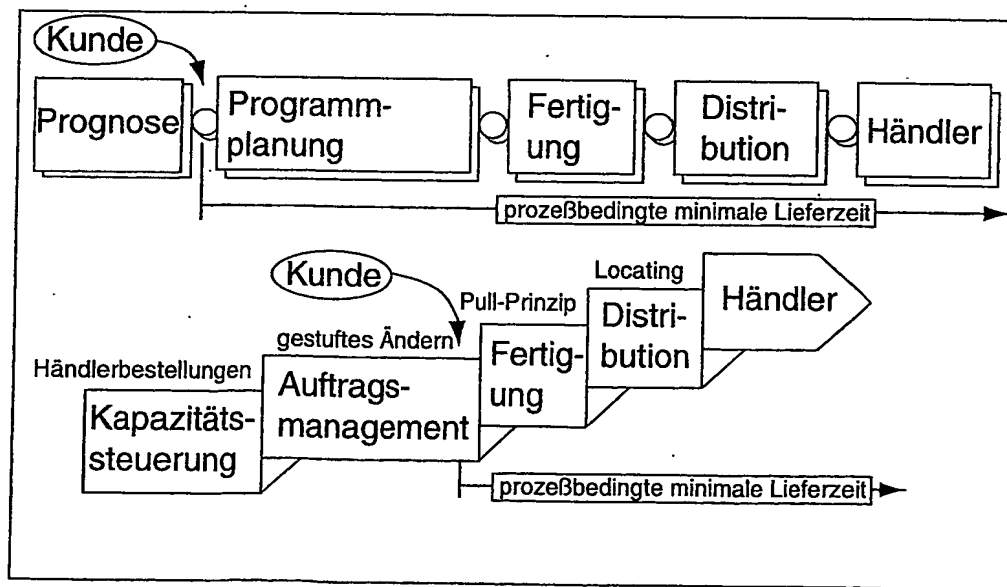 Kunde
Prognose
Programm-
planung
Fertig-
ung
Distri-
bution
Händler
prozeßbedingte minimale Lieferzeit
Kunde
Händlerbestellungen
Kapazitäts-
steuerung
gestuftes Ändern
Auftrags-
management
Pull-Prinzip
Fertig-
ung
Locating
Distri-
bution
Händler
prozeßbedingte minimale Lieferzeit